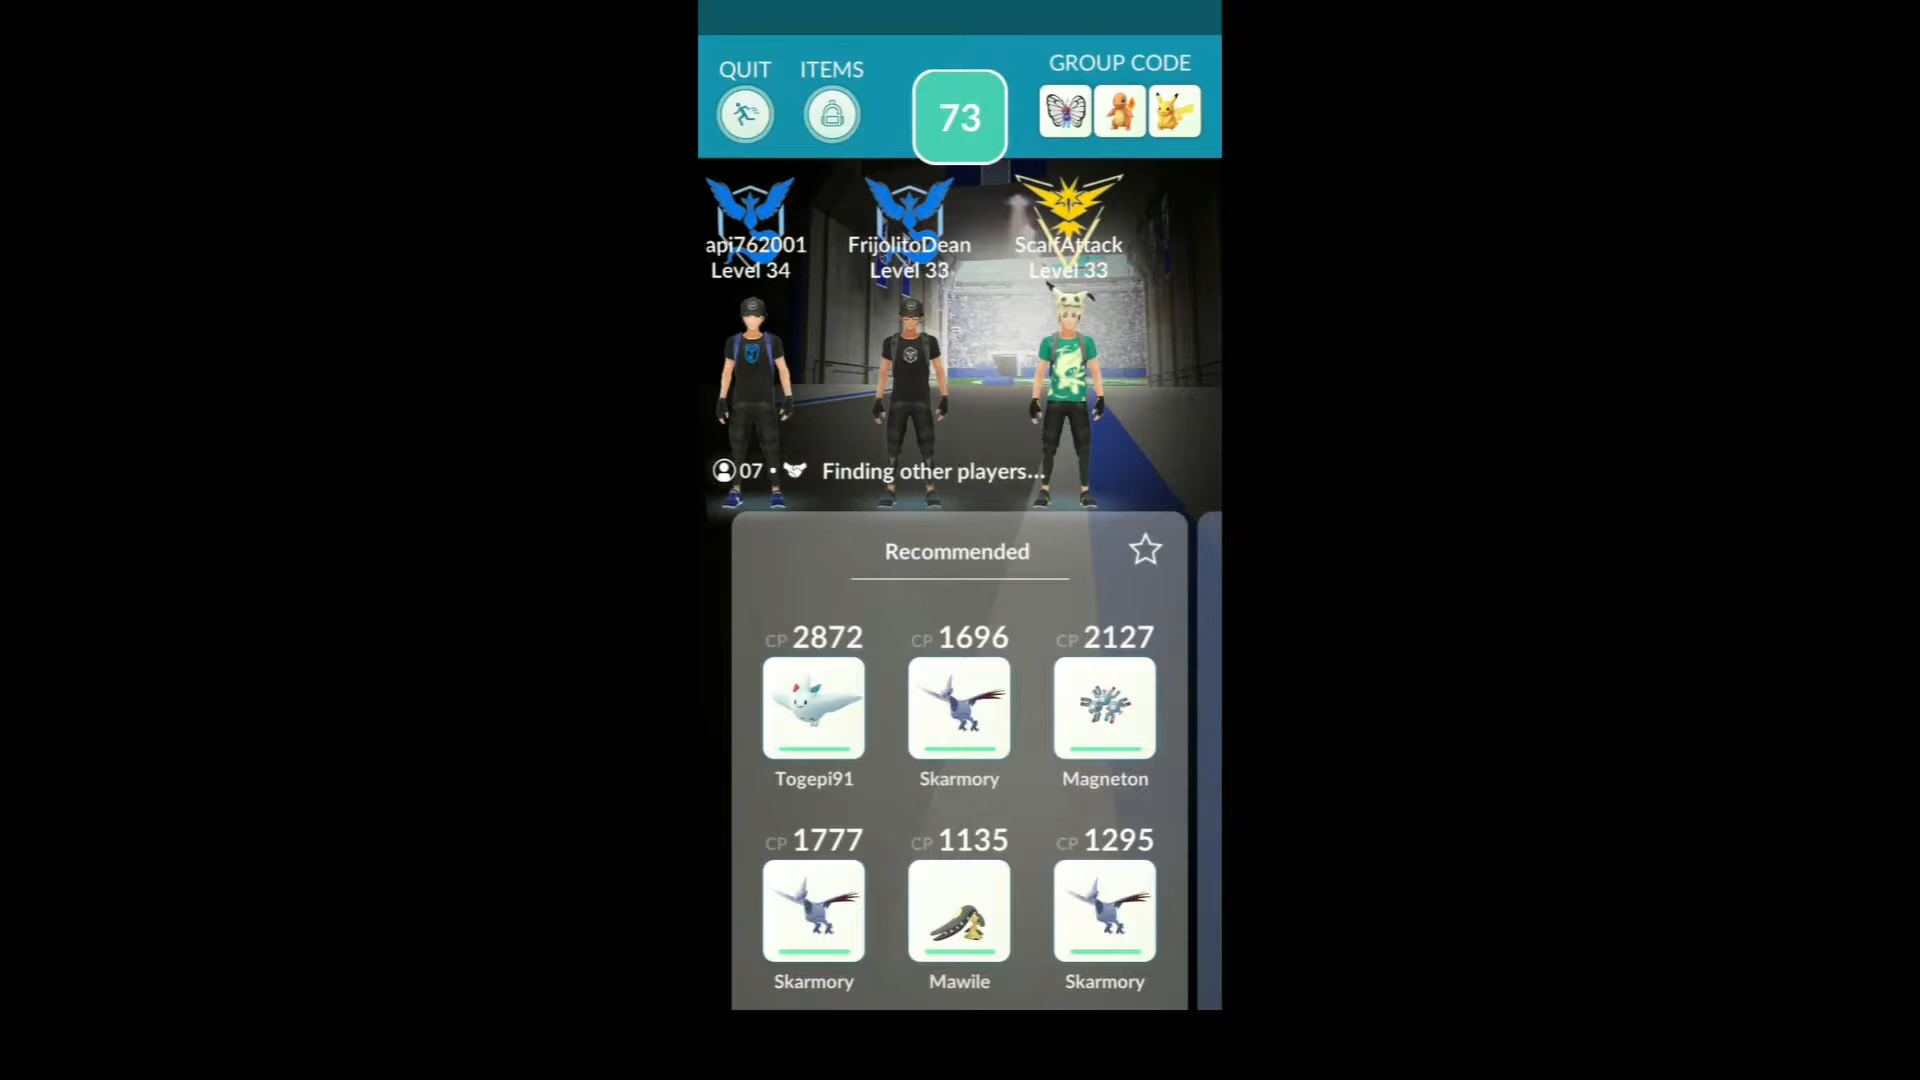 QUIT ITEMS 73 GROUP CODE
api762001 FrijolitoDean ScalfAttack
Level 34 Level 33 Level 33
07 • Finding other players...
Recommended
CP 2872 CP 1696 CP 2127
Togepi91 Skarmory Magneton
CP 1777 CP 1135 CP 1295
Skarmory Mawile Skarmory